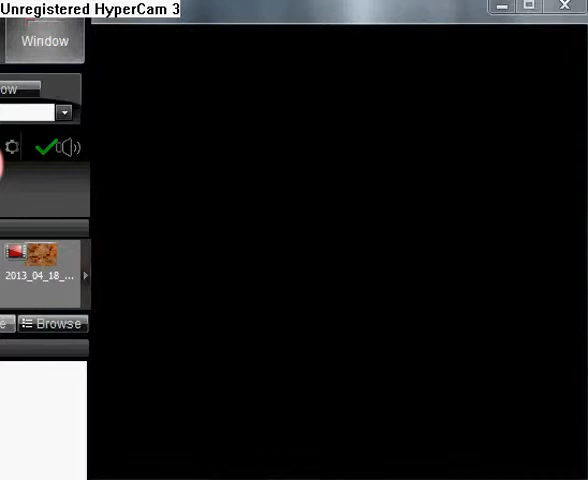 Unregistered HyperCam 3
Window
ow
2013_04_18_...
e
Browse